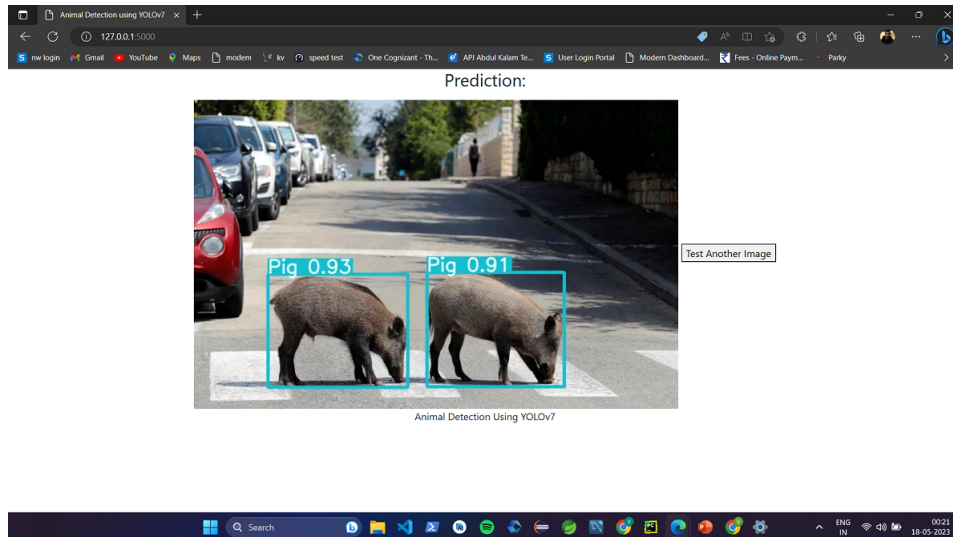 Animal Detection using YOLOv7
127.0.0.1:5000
nw login Gmail YouTube Maps modem kv speed test One Cognizant - Th... APJ Abdul Kalam Te... User Login Portal Modern Dashboard... Fees - Online Paym... Parky
Prediction:
Pig 0.93 Pig 0.91
Test Another Image
Animal Detection Using YOLOv7
Search
ENG
IN
00:21
18-05-2023